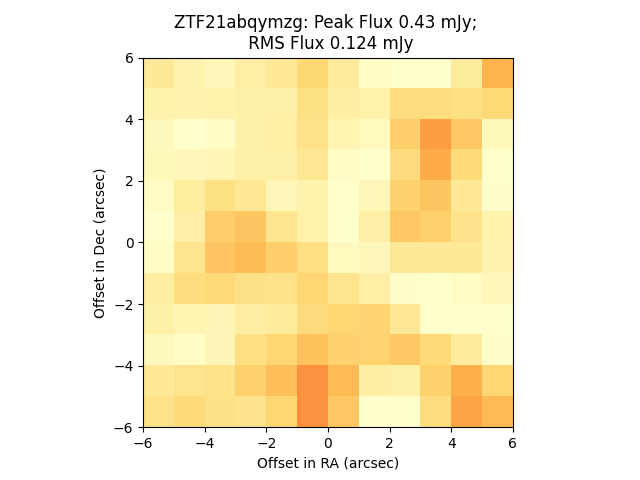 ZTF21abqymzg: Peak Flux 0.43 mJy;
RMS Flux 0.124 mJy
6
4
2
0
−2
−4
−6
Offset in Dec (arcsec)
−6 −4 −2 0 2 4 6
Offset in RA (arcsec)